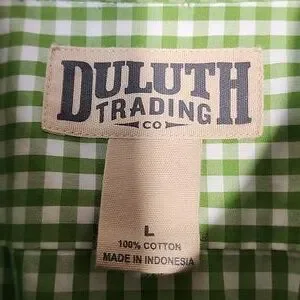 DULUTH
TRADING
CO
L
100% COTTON
MADE IN INDONESIA